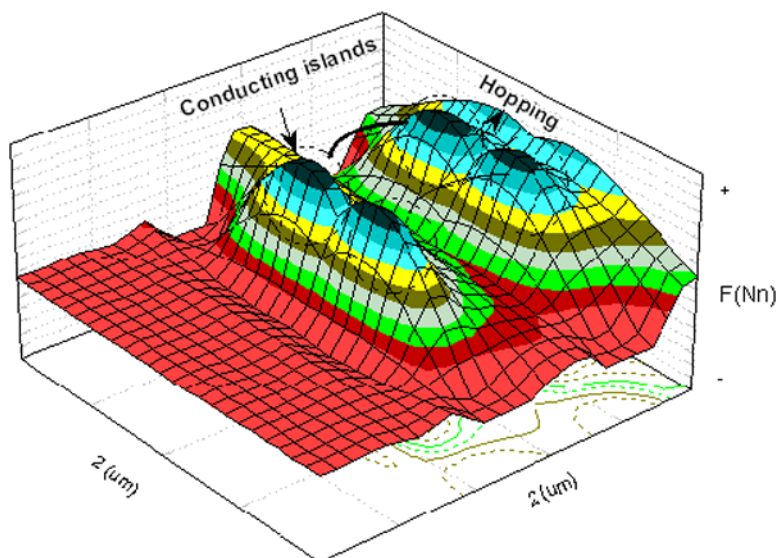 Conducting islands
Hopping
+
F(Nn)
-
2 (um)
2 (um)